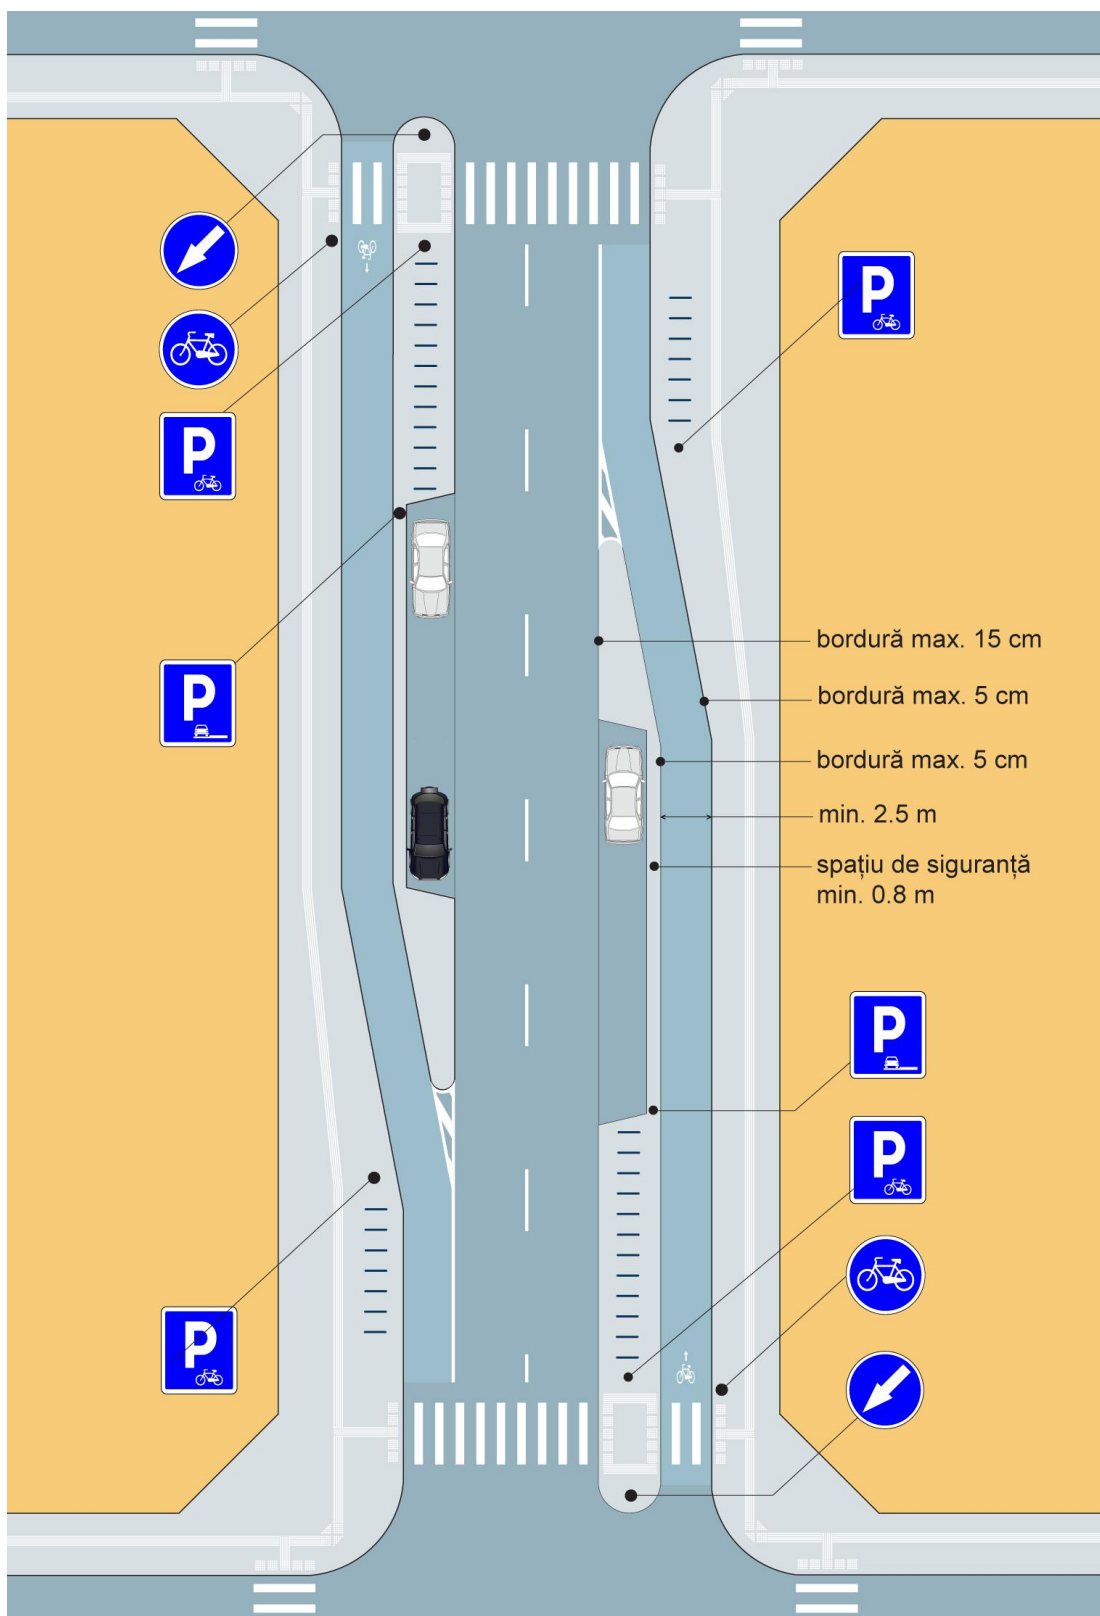 P
P
bordură max. 15 cm
P
bordură max. 5 cm
bordură max. 5 cm
min. 2.5 m
spațiu de siguranță
min. 0.8 m
P
P
P